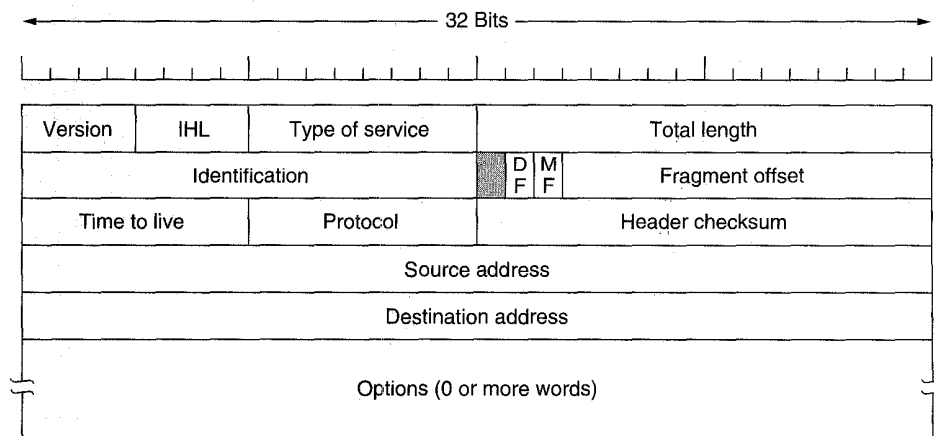 32 Bits
Version IHL Type of service Total length
Identification D F M F Fragment offset
Time to live Protocol Header checksum
Source address
Destination address
Options (0 or more words)